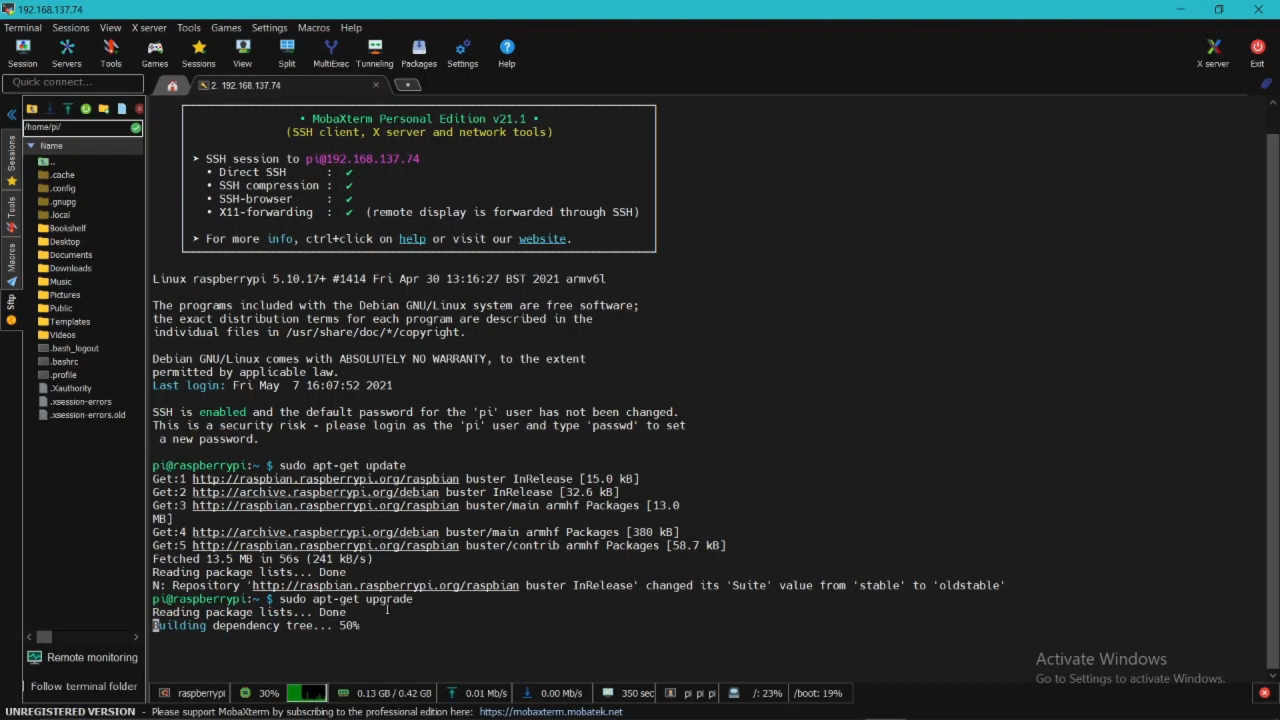 192.168.137.74
Terminal Sessions View X server Tools Games Settings Macros Help
Session Servers Tools Games Sessions View Split MultiExec Tunneling Packages Settings Help X server Exit
Quick connect...
2. 192.168.137.74
/home/pi/
Name
..
.cache
.config
.gnupg
.local
Bookshelf
Desktop
Documents
Downloads
Music
Pictures
Public
Templates
Videos
.bash_logout
.bashrc
.profile
.Xauthority
.xsession-errors
.xsession-errors.old
Sessions
Tools
Macros
Sftp
Remote monitoring
Follow terminal folder
• MobaXterm Personal Edition v21.1 •
(SSH client, X server and network tools)
➤ SSH session to pi@192.168.137.74
• Direct SSH : ✔
• SSH compression : ✔
• SSH-browser : ✔
• X11-forwarding : ✔ (remote display is forwarded through SSH)
➤ For more info, ctrl+click on help or visit our website.
Linux raspberrypi 5.10.17+ #1414 Fri Apr 30 13:16:27 BST 2021 armv6l
The programs included with the Debian GNU/Linux system are free software;
the exact distribution terms for each program are described in the
individual files in /usr/share/doc/*/copyright.
Debian GNU/Linux comes with ABSOLUTELY NO WARRANTY, to the extent
permitted by applicable law.
Last login: Fri May 7 16:07:52 2021
SSH is enabled and the default password for the 'pi' user has not been changed.
This is a security risk - please login as the 'pi' user and type 'passwd' to set
a new password.
pi@raspberrypi:~ $ sudo apt-get update
Get:1 http://raspbian.raspberrypi.org/raspbian buster InRelease [15.0 kB]
Get:2 http://archive.raspberrypi.org/debian buster InRelease [32.6 kB]
Get:3 http://raspbian.raspberrypi.org/raspbian buster/main armhf Packages [13.0
MB]
Get:4 http://archive.raspberrypi.org/debian buster/main armhf Packages [380 kB]
Get:5 http://raspbian.raspberrypi.org/raspbian buster/contrib armhf Packages [58.7 kB]
Fetched 13.5 MB in 56s (241 kB/s)
Reading package lists... Done
N: Repository 'http://raspbian.raspberrypi.org/raspbian buster InRelease' changed its 'Suite' value from 'stable' to 'oldstable'
pi@raspberrypi:~ $ sudo apt-get upgrade
Reading package lists... Done
Building dependency tree... 50%
Activate Windows
Go to Settings to activate Windows.
raspberrypi 30% 0.13 GB / 0.42 GB 0.01 Mb/s 0.00 Mb/s 350 sec pi pi pi /: 23% /boot: 19%
UNREGISTERED VERSION - Please support MobaXterm by subscribing to the professional edition here: https://mobaxterm.mobatek.net